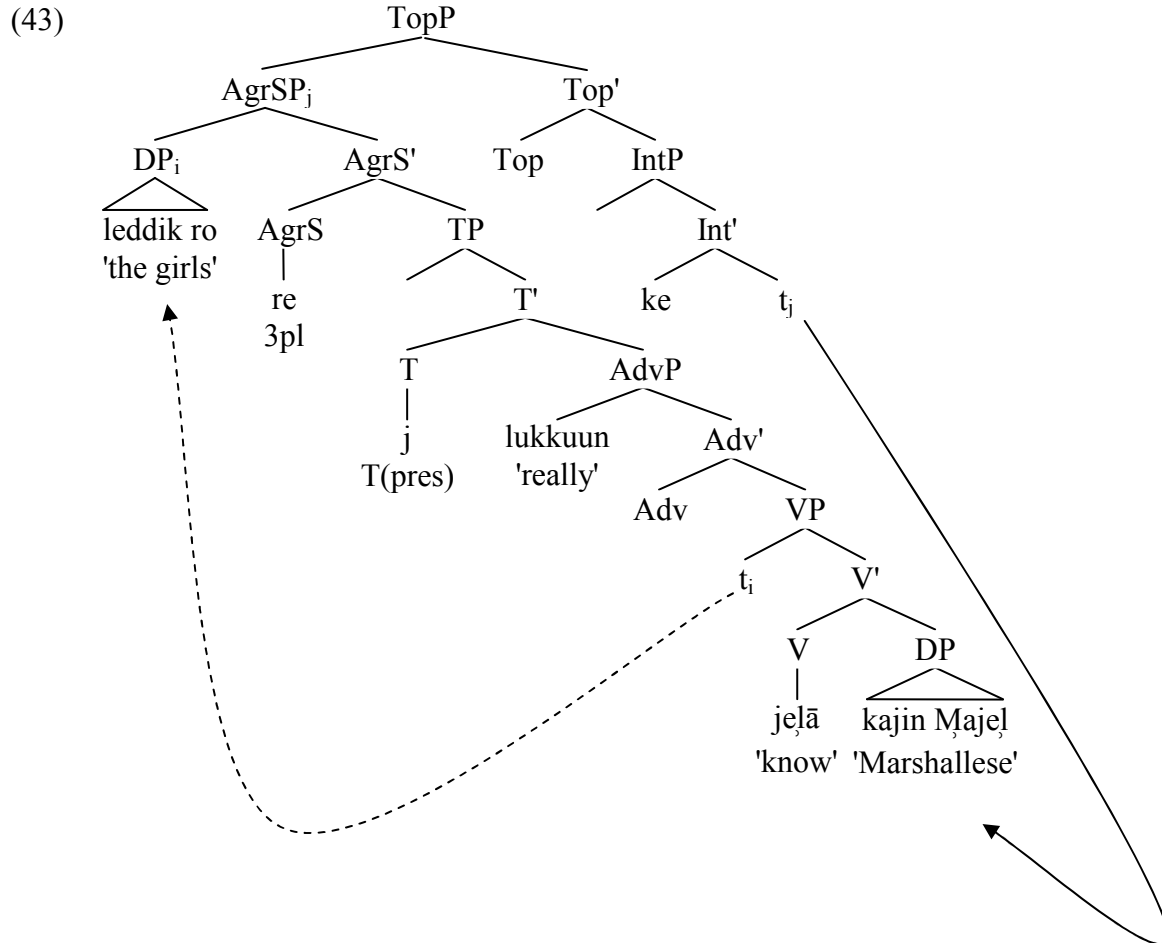 (43)
TopP
AgrSPj Top'
DPi AgrS' Top IntP
leddik ro AgrS TP Int'
'the girls'
re T' ke tj
3pl
T AdvP
j lukkuun Adv'
T(pres) 'really'
Adv VP
ti V'
V DP
jeļā kajin M̧ajeļ
'know' 'Marshallese'